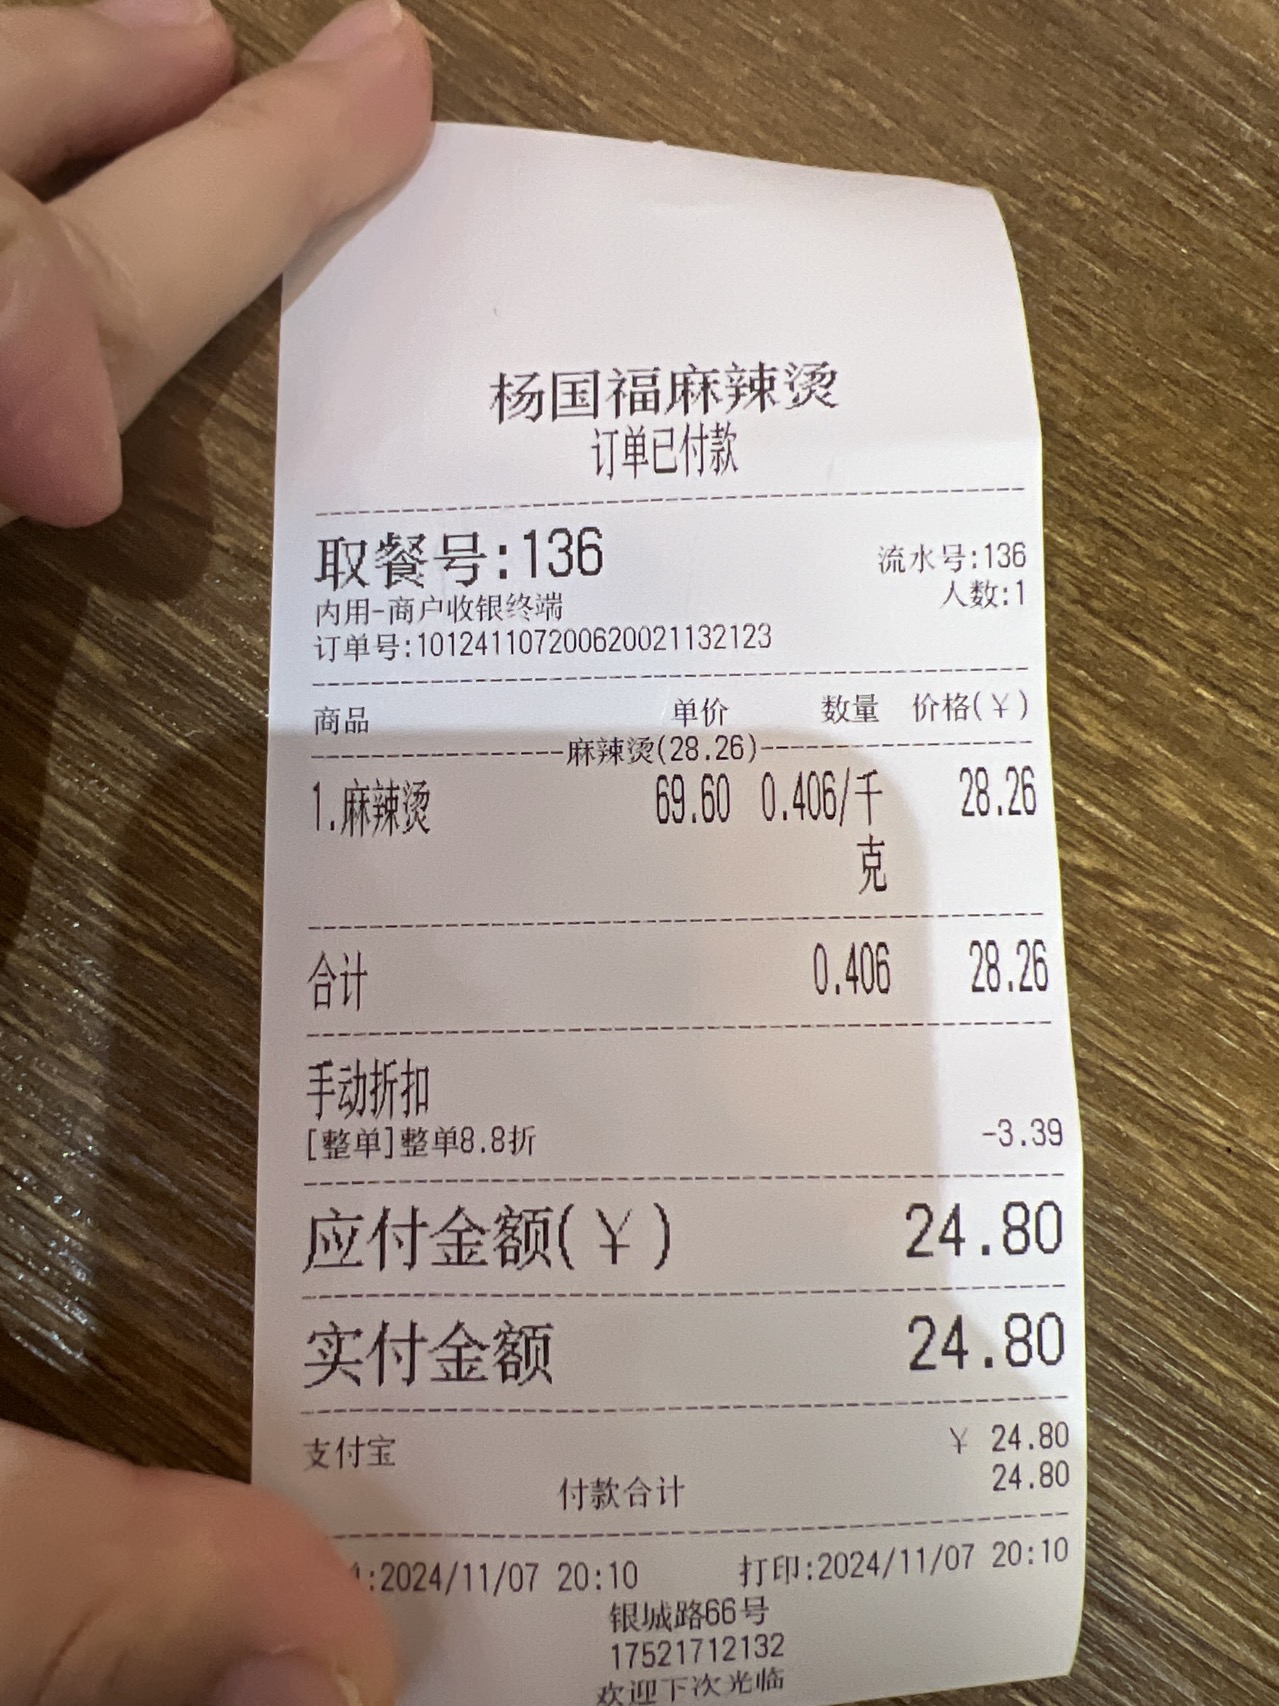 杨国福麻辣烫
订单已付款
取餐号:136
流水号:136
人数:1
内用-商户收银终端
订单号:101241107200620021132123
商品 单价 数量 价格(￥)
麻辣烫(28.26)
1.麻辣烫 69.60 0.406/千克 28.26
合计 0.406 28.26
手动折扣
[整单]整单8.8折 -3.39
应付金额(￥) 24.80
实付金额 24.80
支付宝 ￥ 24.80
付款合计 24.80
:2024/11/07 20:10 打印:2024/11/07 20:10
银城路66号
17521712132
欢迎下次光临